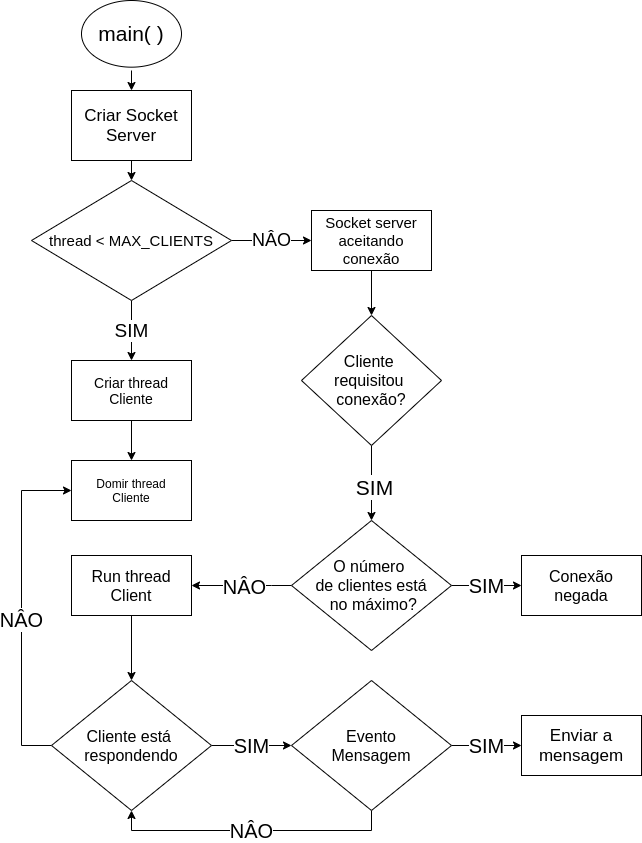 main( )
Criar Socket
Server
thread < MAX_CLIENTS
NÂO
Socket server
aceitando
conexão
SIM
Criar thread
Cliente
Cliente
requisitou
conexão?
Domir thread
Cliente
SIM
Run thread
Client
NÂO
O número
de clientes está
no máximo?
SIM
Conexão
negada
NÂO
Cliente está
respondendo
SIM
Evento
Mensagem
SIM
Enviar a
mensagem
NÂO